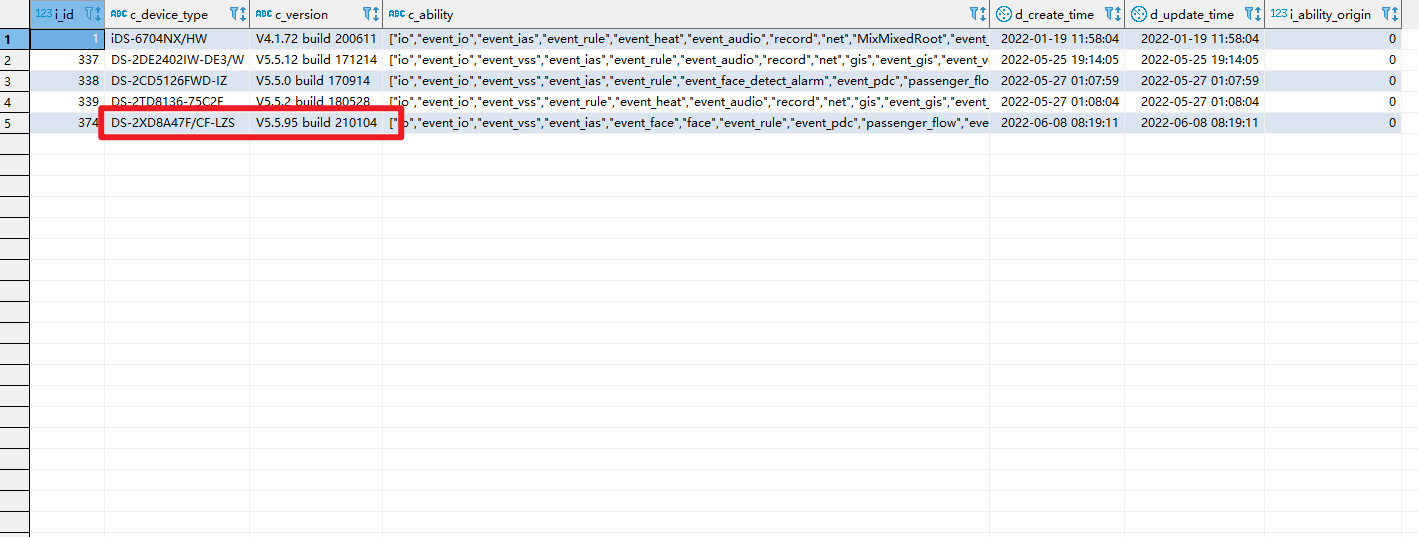 123 i_id ABC c_device_type ABC c_version ABC c_ability d_create_time d_update_time 123 i_ability_origin
1 1 iDS-6704NX/HW V4.1.72 build 200611 ["io","event_io","event_ias","event_rule","event_heat","event_audio","record","net","MixMixedRoot","event_ 2022-01-19 11:58:04 2022-01-19 11:58:04 0
2 337 DS-2DE2402IW-DE3/W V5.5.12 build 171214 ["io","event_io","event_vss","event_ias","event_rule","event_audio","record","net","gis","event_gis","event_v 2022-05-25 19:14:05 2022-05-25 19:14:05 0
3 338 DS-2CD5126FWD-IZ V5.5.0 build 170914 ["io","event_io","event_vss","event_ias","event_rule","event_face_detect_alarm","event_pdc","passenger_flo 2022-05-27 01:07:59 2022-05-27 01:07:59 0
4 339 DS-2TD8136-75C2F V5.5.2 build 180528 ["io","event_io","event_vss","event_rule","event_heat","event_audio","record","net","gis","event_gis","event_ 2022-05-27 01:08:04 2022-05-27 01:08:04 0
5 374 DS-2XD8A47F/CF-LZS V5.5.95 build 210104 ["io","event_io","event_vss","event_ias","event_face","face","event_rule","event_pdc","passenger_flow","eve 2022-06-08 08:19:11 2022-06-08 08:19:11 0